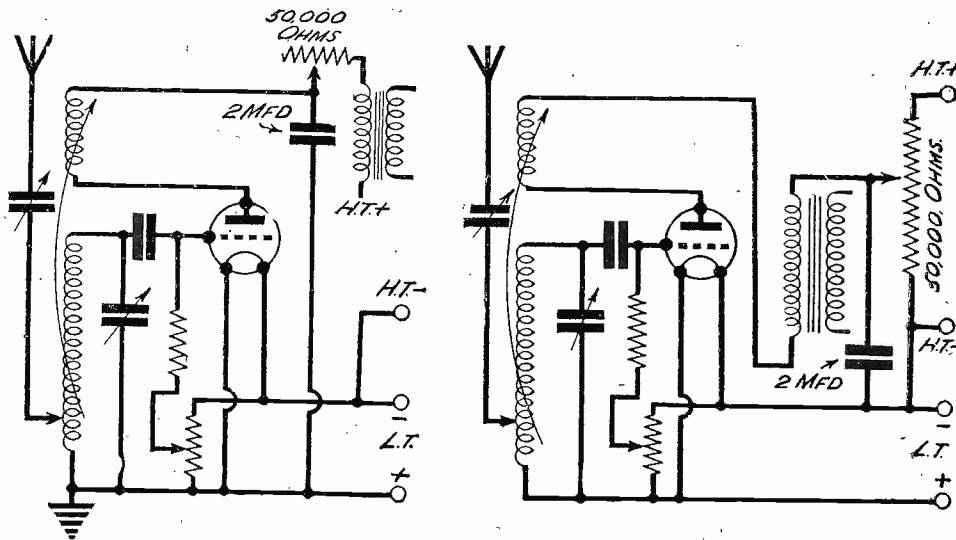 50,000
OHMS
2 MFD
H.T.+
H.T.-
-
L.T.
+
H.T.+
50,000 OHMS.
H.T.-
2 MFD
-
L.T.
+